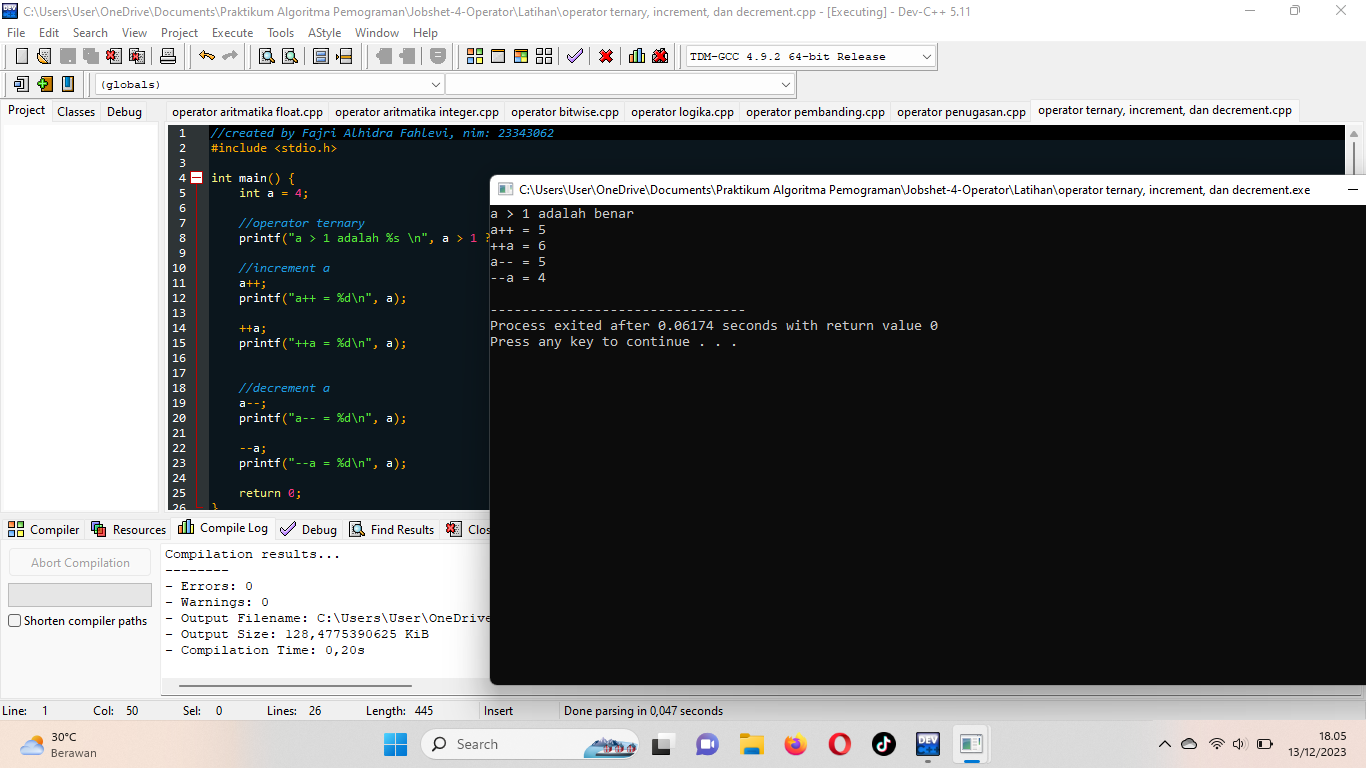 C:\Users\User\OneDrive\Documents\Praktikum Algoritma Pemograman\Jobshet-4-Operator\Latihan\operator ternary, increment, dan decrement.cpp - [Executing] - Dev-C++ 5.11
File Edit Search View Project Execute Tools AStyle Window Help
TDM-GCC 4.9.2 64-bit Release
(globals)
Project Classes Debug
operator aritmatika float.cpp operator aritmatika integer.cpp operator bitwise.cpp operator logika.cpp operator pembanding.cpp operator penugasan.cpp operator ternary, increment, dan decrement.cpp
1 //created by Fajri Alhidra Fahlevi, nim: 23343062
2 #include <stdio.h>
3
4 int main() {
5 int a = 4;
6
7 //operator ternary
8 printf("a > 1 adalah %s \n", a > 1 ?
9
10 //increment a
11 a++;
12 printf("a++ = %d\n", a);
13
14 ++a;
15 printf("++a = %d\n", a);
16
17
18 //decrement a
19 a--;
20 printf("a-- = %d\n", a);
21
22 --a;
23 printf("--a = %d\n", a);
24
25 return 0;
26 }
C:\Users\User\OneDrive\Documents\Praktikum Algoritma Pemograman\Jobshet-4-Operator\Latihan\operator ternary, increment, dan decrement.exe
a > 1 adalah benar
a++ = 5
++a = 6
a-- = 5
--a = 4
--------------------------------
Process exited after 0.06174 seconds with return value 0
Press any key to continue . . .
Compiler Resources Compile Log Debug Find Results Clos
Abort Compilation
Shorten compiler paths
Compilation results...
--------
- Errors: 0
- Warnings: 0
- Output Filename: C:\Users\User\OneDrive
- Output Size: 128,4775390625 KiB
- Compilation Time: 0,20s
Line: 1 Col: 50 Sel: 0 Lines: 26 Length: 445 Insert Done parsing in 0,047 seconds
30°C
Berawan
Search
DEV
18.05
13/12/2023